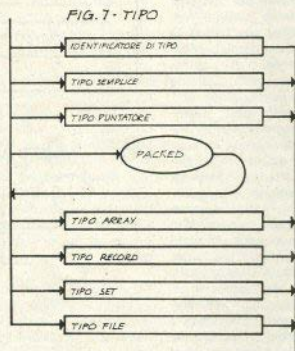 FIG. 7 - TIPO
IDENTIFICATORE DI TIPO
TIPO SEMPLICE
TIPO PUNTATORE
PACKED
TIPO ARRAY
TIPO RECORD
TIPO SET
TIPO FILE